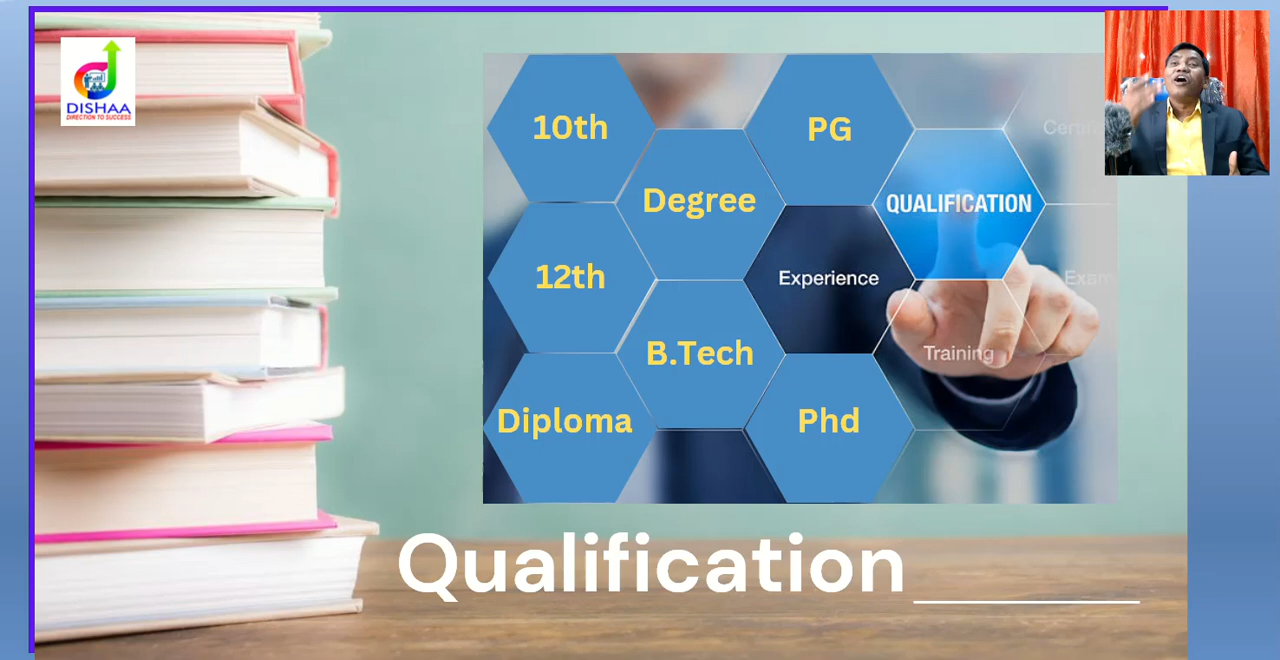 DISHAA
DIRECTION TO SUCCESS
10th
PG
Degree
QUALIFICATION
12th
Experience
B.Tech
Training
Diploma
Phd
Qualification